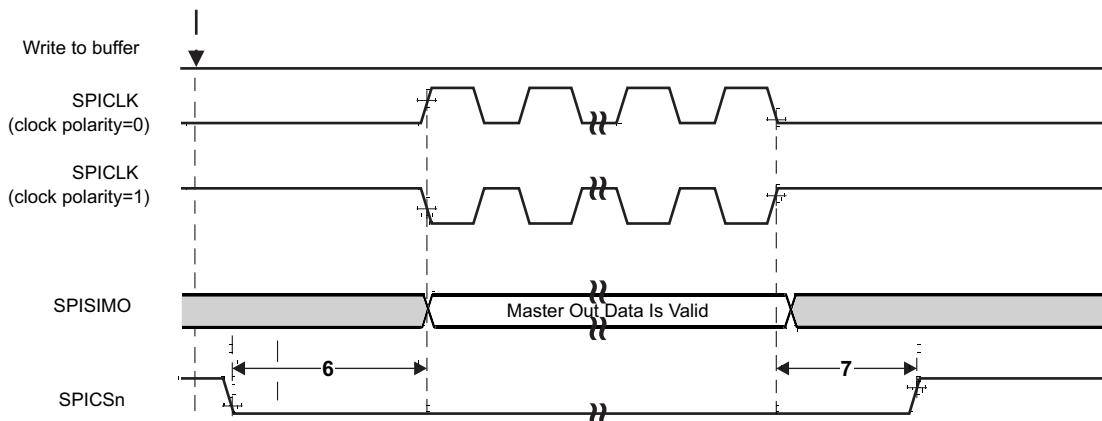 Write to buffer
SPICLK
(clock polarity=0)
SPICLK
(clock polarity=1)
SPISIMO
Master Out Data Is Valid
6
7
SPICSn